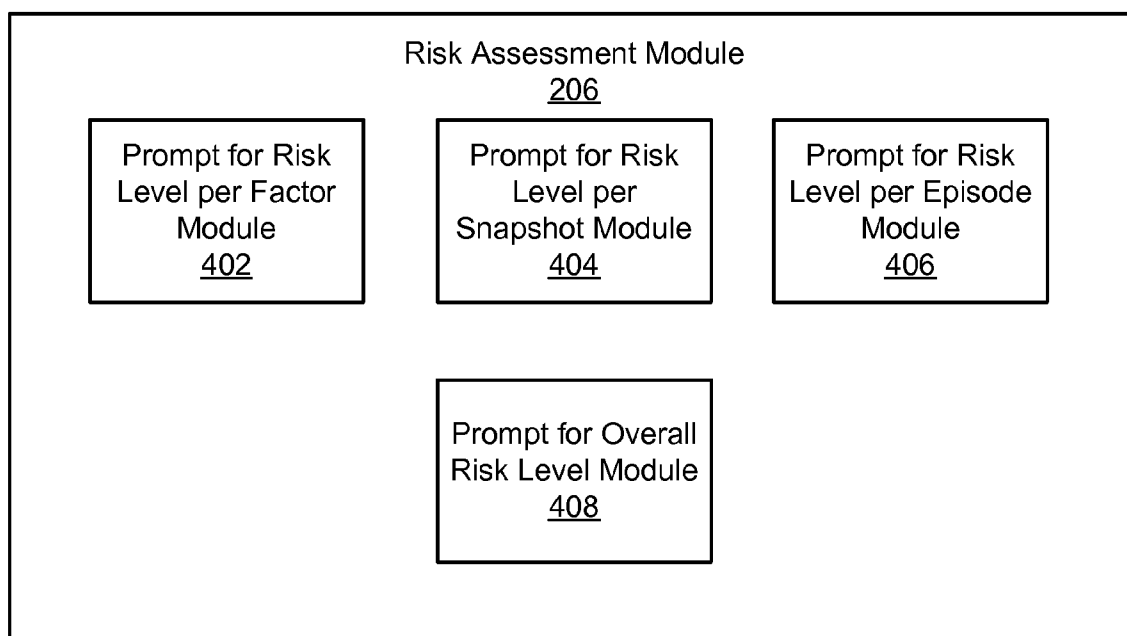 Risk Assessment Module
206
Prompt for Risk
Level per Factor
Module
402
Prompt for Risk
Level per
Snapshot Module
404
Prompt for Risk
Level per Episode
Module
406
Prompt for Overall
Risk Level Module
408